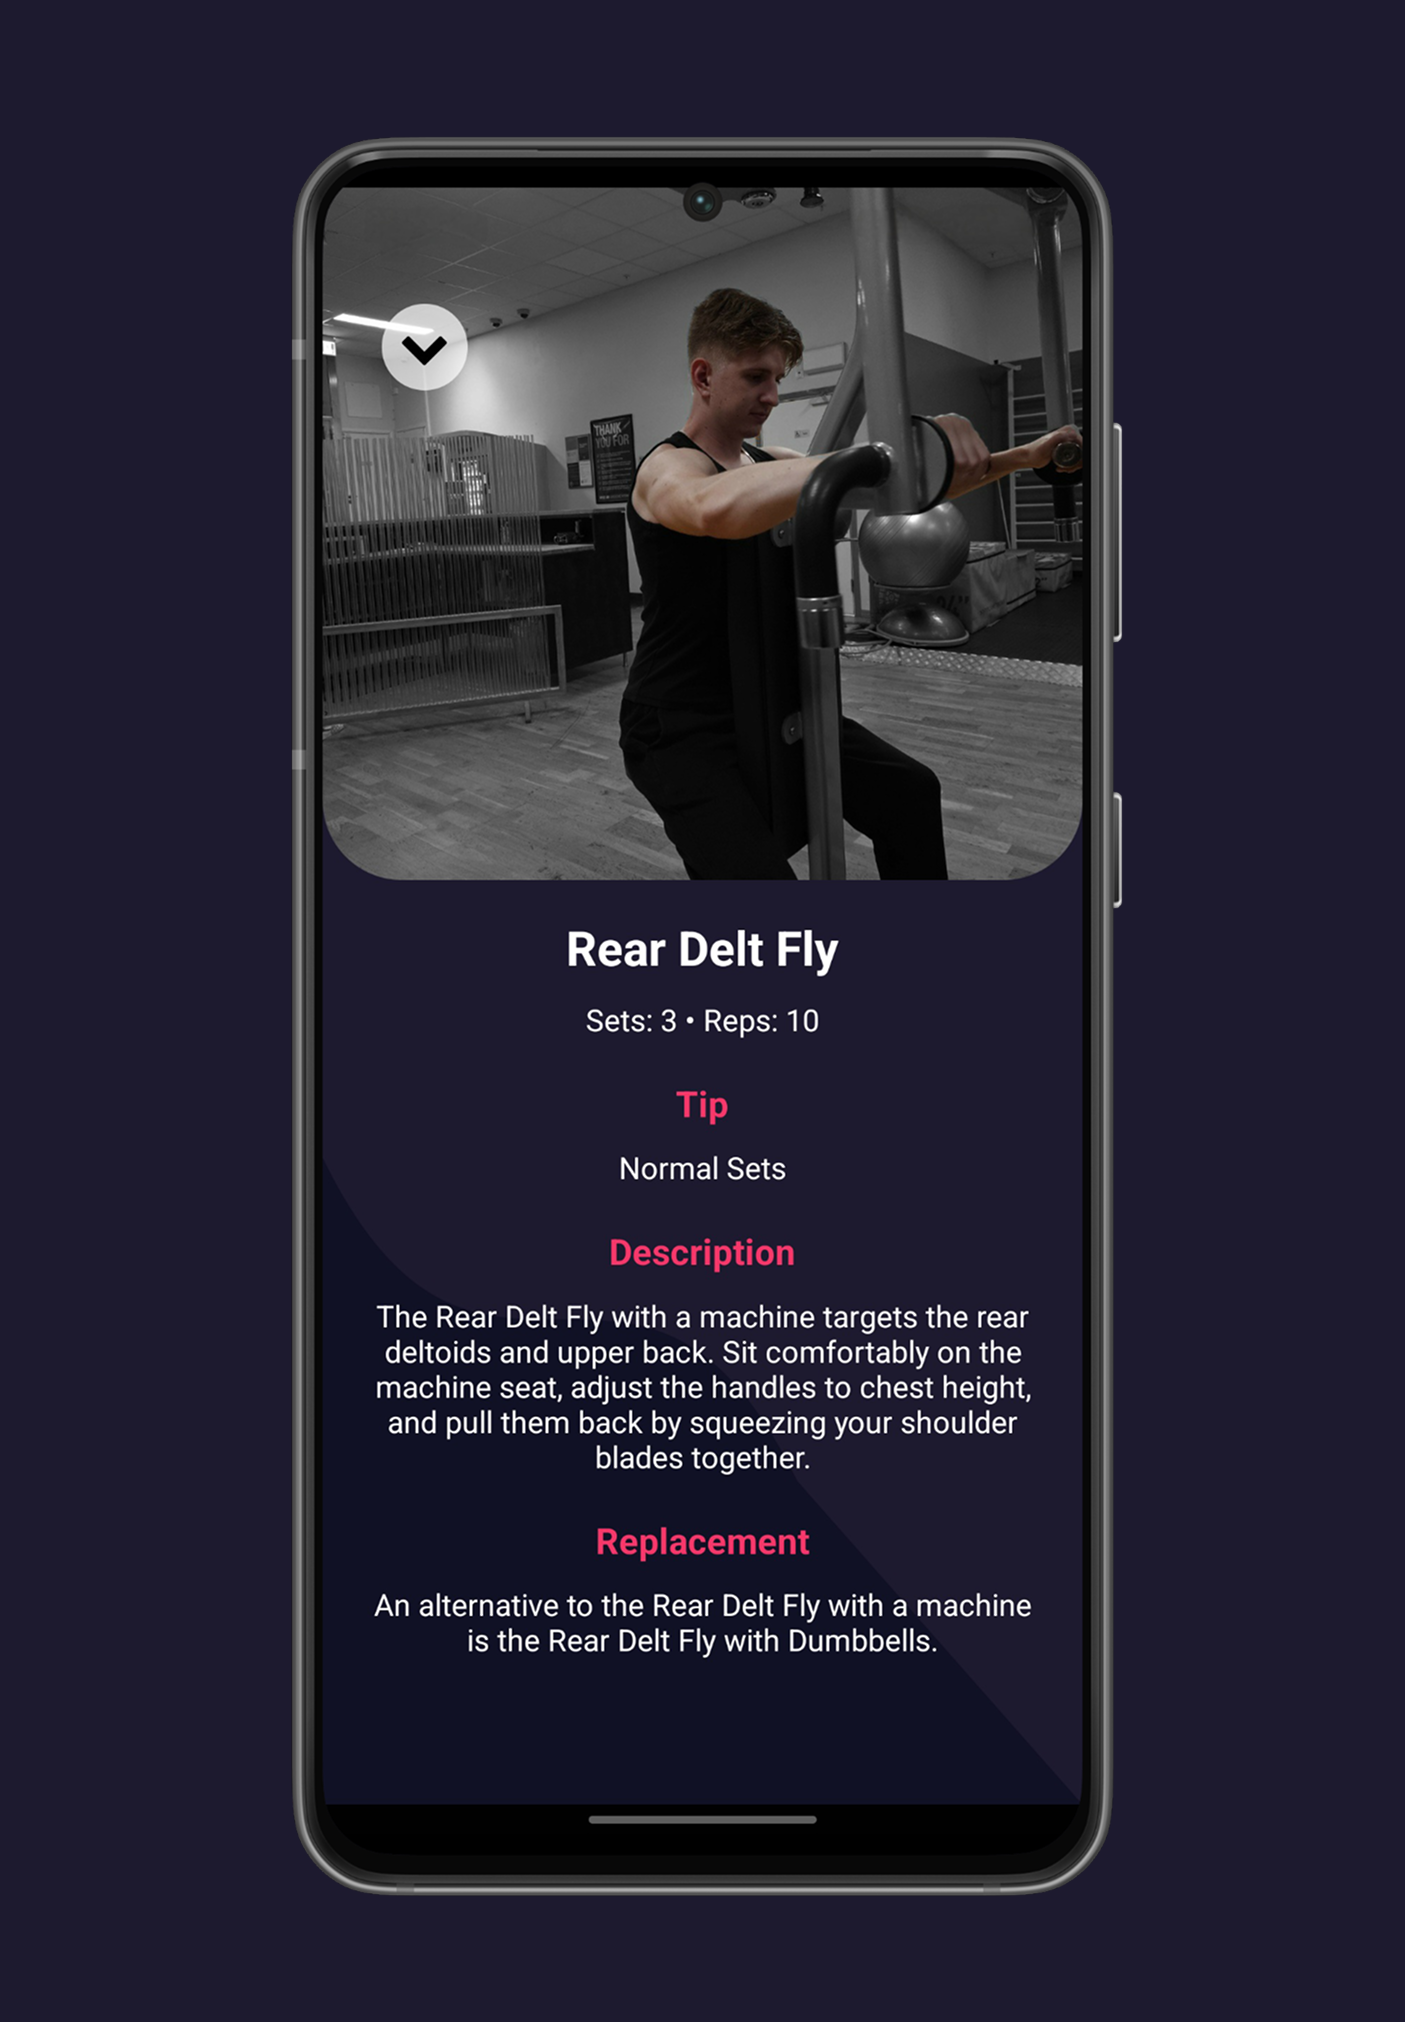 THANK
YOU FOR
Rear Delt Fly
Sets: 3 • Reps: 10
Tip
Normal Sets
Description
The Rear Delt Fly with a machine targets the rear
deltoids and upper back. Sit comfortably on the
machine seat, adjust the handles to chest height,
and pull them back by squeezing your shoulder
blades together.
Replacement
An alternative to the Rear Delt Fly with a machine
is the Rear Delt Fly with Dumbbells.